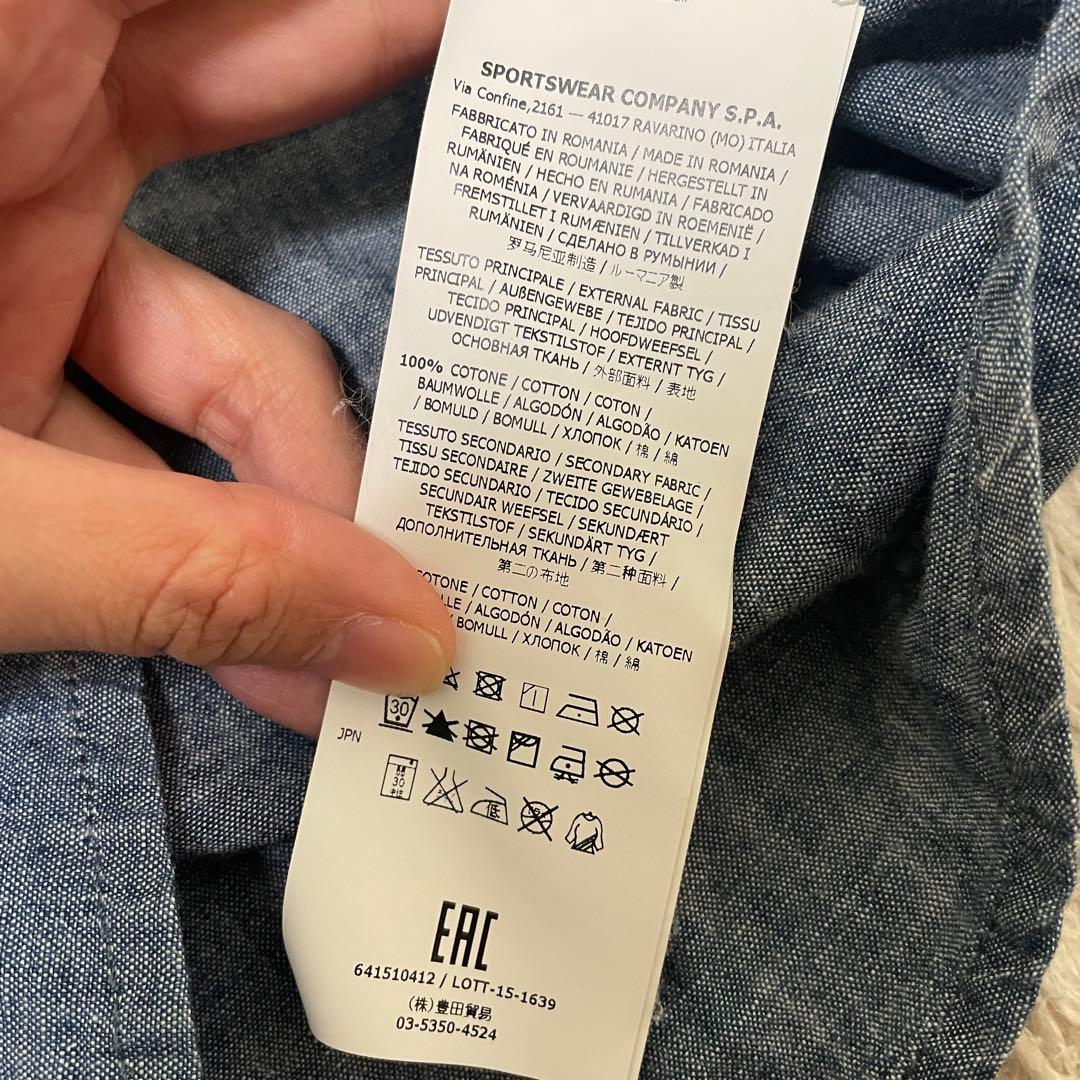 SPORTSWEAR COMPANY S.P.A.
Via Confine,2161 — 41017 RAVARINO (MO) ITALIA
FABBRICATO IN ROMANIA / MADE IN ROMANIA /
FABRIQUÉ EN ROUMANIE / HERGESTELLT IN
RUMÄNIEN / HECHO EN RUMANIA / FABRICADO
NA ROMÉNIA / VERVAARDIGD IN ROEMENIË /
FREMSTILLET I RUMÆNIEN / TILLVERKAD I
RUMÄNIEN / СДЕЛАНО В РУМЫНИИ /
罗马尼亚制造 / ルーマニア製
TESSUTO PRINCIPALE / EXTERNAL FABRIC / TISSU
PRINCIPAL / AUßENGEWEBE / TEJIDO PRINCIPAL /
TECIDO PRINCIPAL / HOOFDWEEFSEL /
UDVENDIGT TEKSTILSTOF / EXTERNT TYG /
ОСНОВНАЯ ТКАНЬ / 外部面料 / 表地
100% COTONE / COTTON / COTON /
BAUMWOLLE / ALGODÓN / ALGODÃO / KATOEN
/ BOMULD / BOMULL / ХЛОПОК / 棉 / 綿
TESSUTO SECONDARIO / SECONDARY FABRIC /
TISSU SECONDAIRE / ZWEITE GEWEBELAGE /
TEJIDO SECUNDARIO / TECIDO SECUNDÁRIO /
SECUNDAIR WEEFSEL / SEKUNDÆRT
TEKSTILSTOF / SEKUNDÄRT TYG /
ДОПОЛНИТЕЛЬНАЯ ТКАНЬ / 第二种面料 /
第二の布地
COTONE / COTTON / COTON /
LLE / ALGODÓN / ALGODÃO / KATOEN
/ BOMULL / ХЛОПОК / 棉 / 綿
30
JPN
30
低
EAC
641510412 / LOTT-15-1639
(株)豊田貿易
03-5350-4524